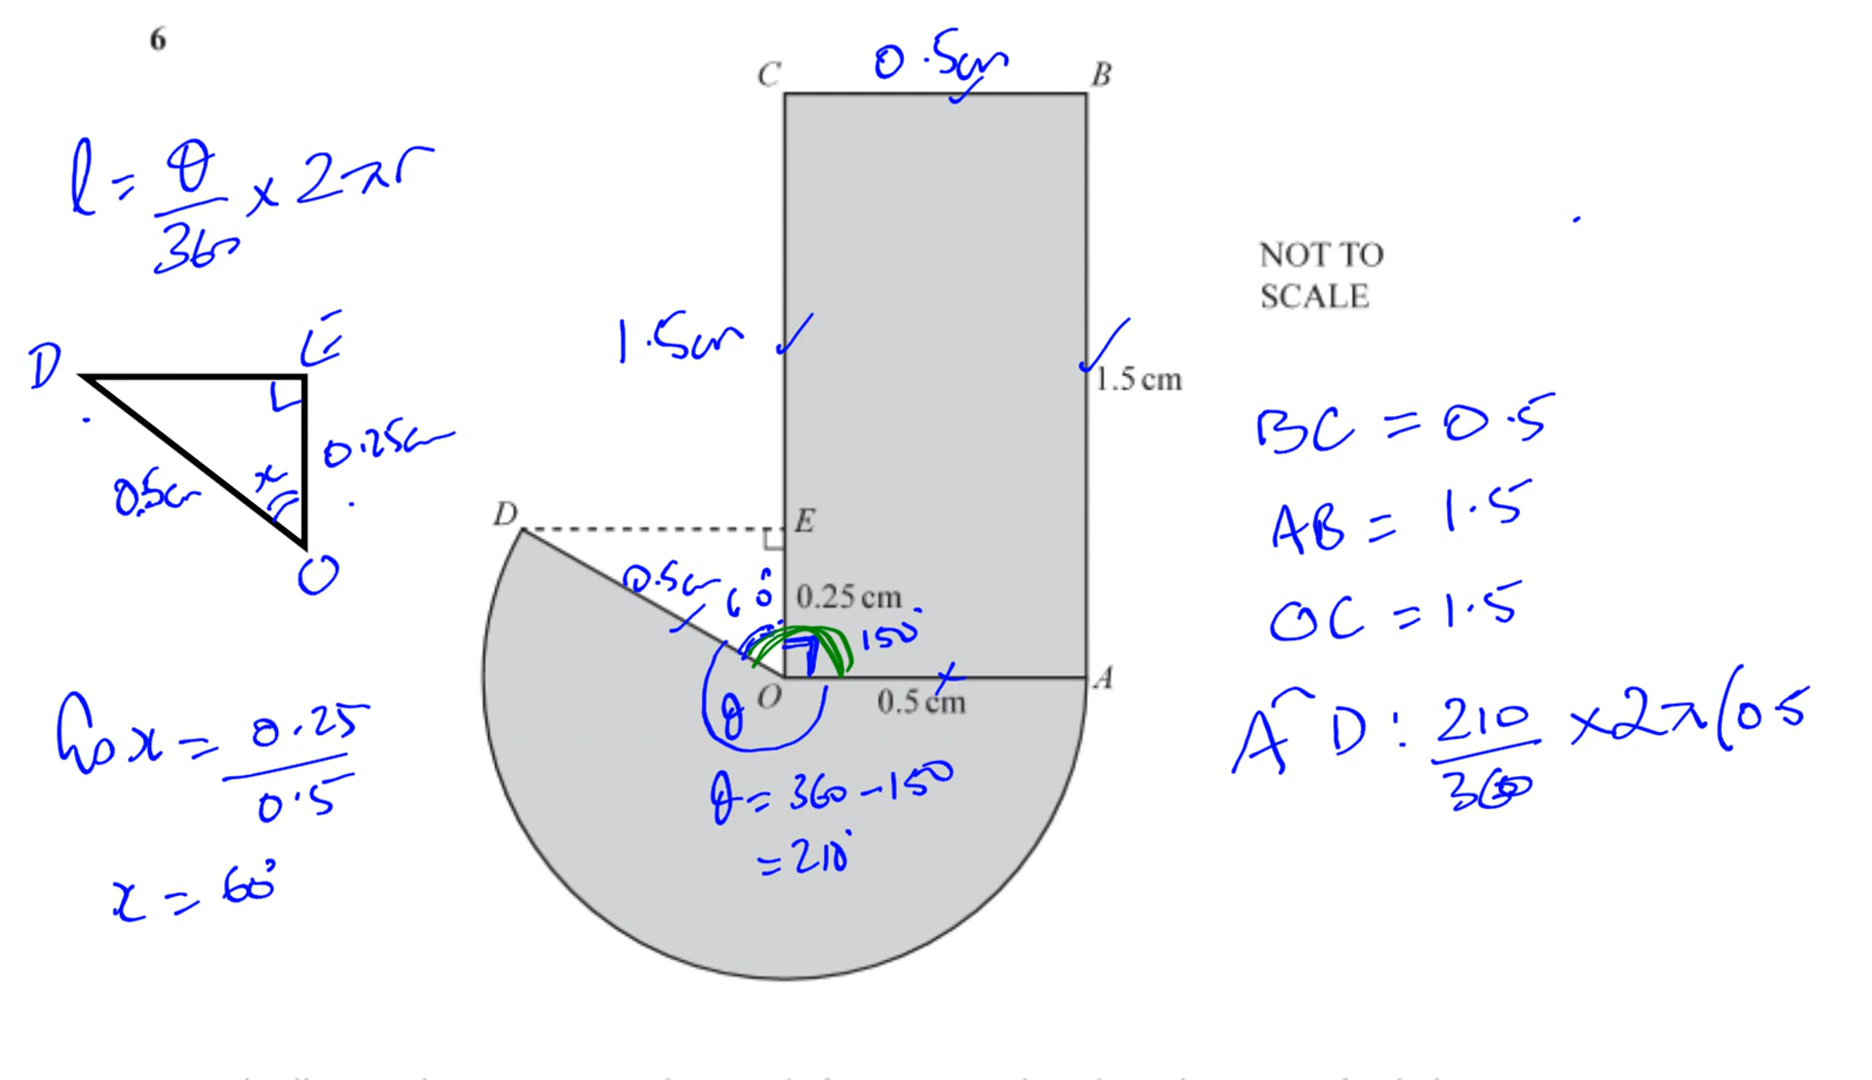 6
C
0.5cm
B
l = θ/360 × 2πr
NOT TO
SCALE
D
E
1.5cm
1.5 cm
0.25cm
x
0.5cm
O
BC = 0.5
AB = 1.5
OC = 1.5
D
E
0.5cm
60°
0.25 cm
150°
θ
O
0.5 cm
A
Cos x = 0.25/0.5
x = 60°
θ = 360 - 150
= 210°
A⌒D : 210/360 × 2π(0.5